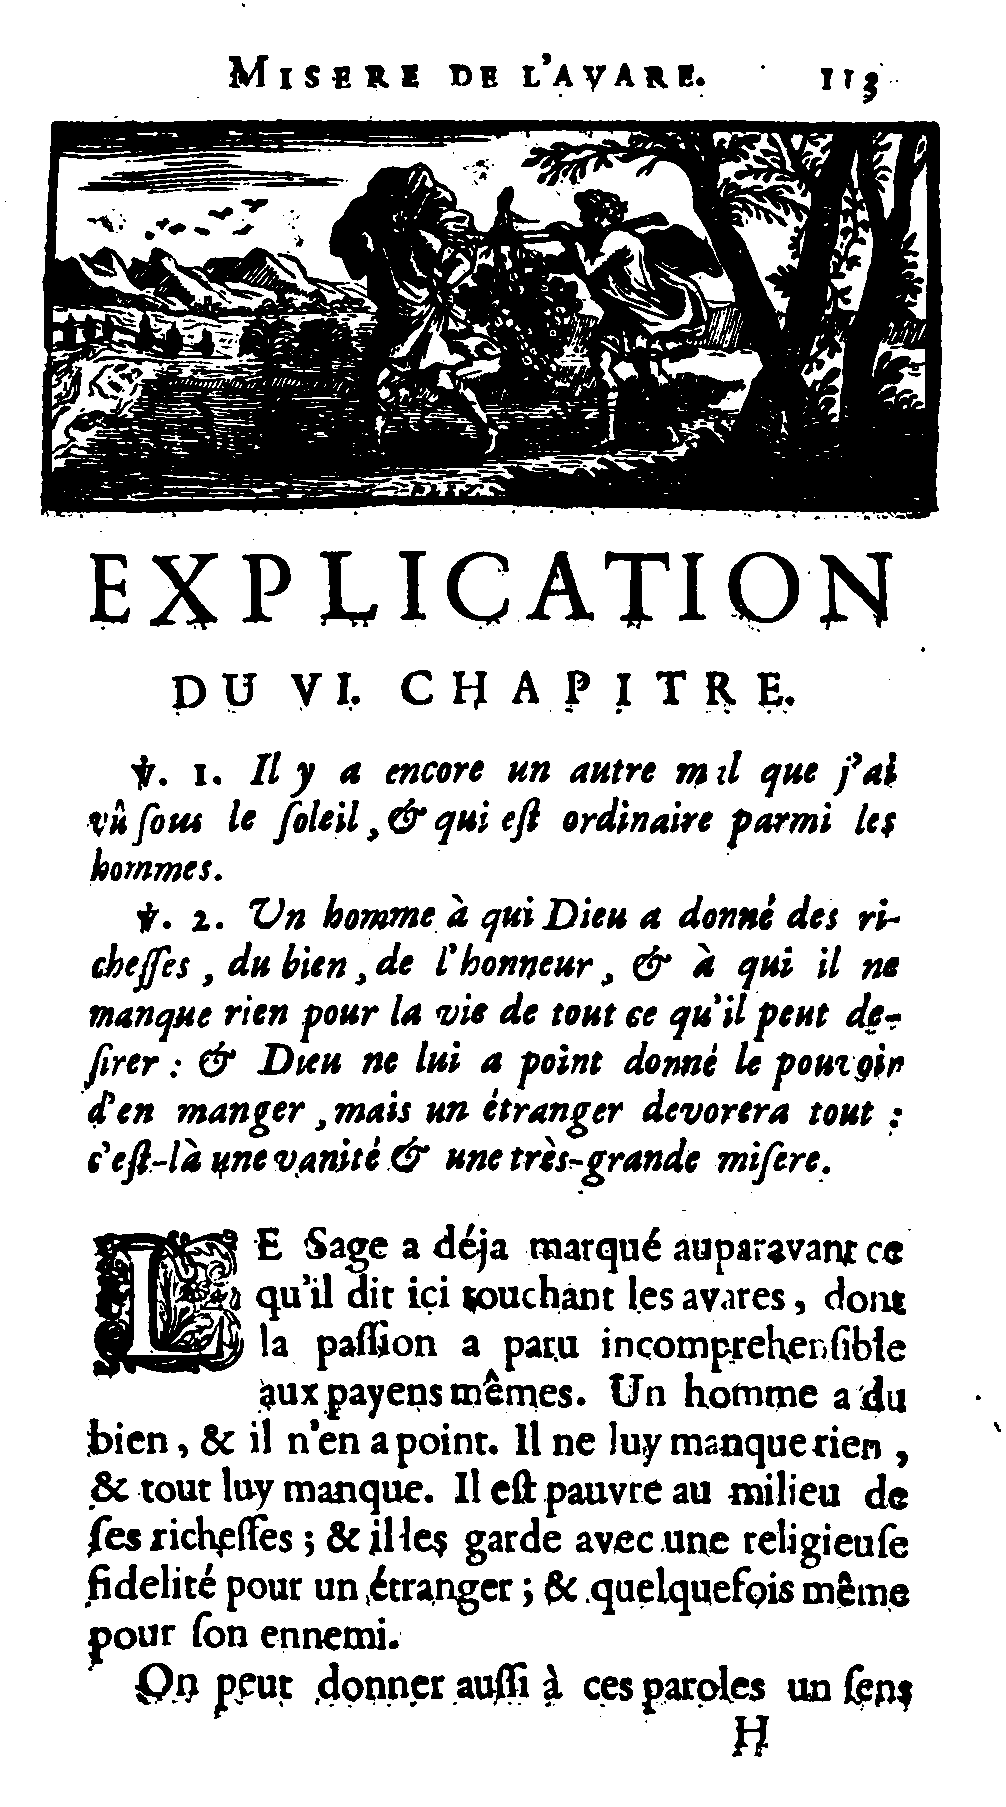 MISERE DE L'AVARE. 113
EXPLICATION
DU VI. CHAPITRE.
℣. 1. Il y a encore un autre mal que j'ai
vû ſous le ſoleil, & qui eſt ordinaire parmi les
hommes.
℣. 2. Un homme à qui Dieu a donné des ri-
cheſſes, du bien, de l'honneur, & à qui il ne
manque rien pour la vie de tout ce qu'il peut de-
ſirer : & Dieu ne lui a point donné le pouvoir
d'en manger, mais un étranger devorera tout :
c'eſt-là une vanité & une très-grande miſere.
LE Sage a déja marqué auparavant ce
qu'il dit ici touchant les avares, dont
la paſſion a paru incomprehenſible
aux payens mêmes. Un homme a du
bien, & il n'en a point. Il ne luy manque rien,
& tout luy manque. Il eſt pauvre au milieu de
ſes richeſſes ; & il les garde avec une religieuſe
fidelité pour un étranger ; & quelquefois même
pour ſon ennemi.
On peut donner auſſi à ces paroles un ſens
H